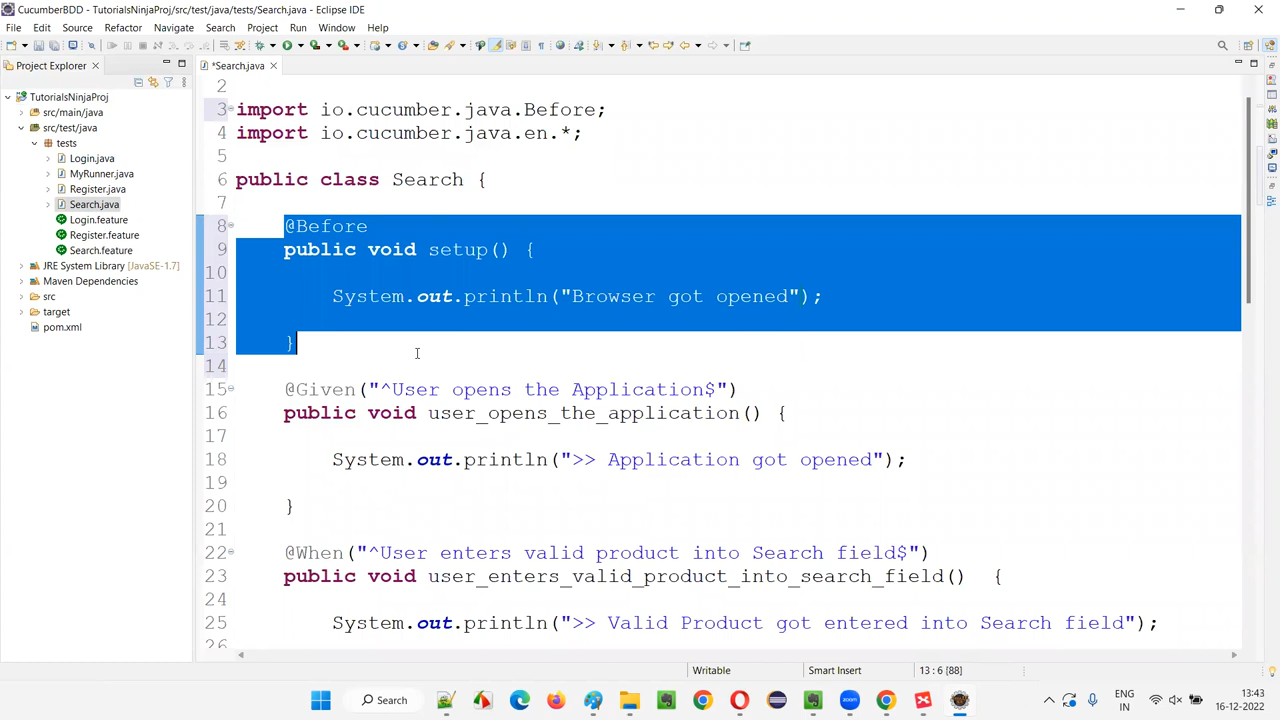 CucumberBDD - TutorialsNinjaProj/src/test/java/tests/Search.java - Eclipse IDE
File Edit Source Refactor Navigate Search Project Run Window Help
Project Explorer
*Search.java
TutorialsNinjaProj
src/main/java
src/test/java
tests
Login.java
MyRunner.java
Register.java
Search.java
Login.feature
Register.feature
Search.feature
JRE System Library [JavaSE-1.7]
Maven Dependencies
src
target
pom.xml
2
3 import io.cucumber.java.Before;
4 import io.cucumber.java.en.*;
5
6 public class Search {
7
8 @Before
9 public void setup() {
10
11 System.out.println("Browser got opened");
12
13 }
14
15 @Given("^User opens the Application$")
16 public void user_opens_the_application() {
17
18 System.out.println(">> Application got opened");
19
20 }
21
22 @When("^User enters valid product into Search field$")
23 public void user_enters_valid_product_into_search_field() {
24
25 System.out.println(">> Valid Product got entered into Search field");
26
Writable Smart Insert 13 : 6 [88]
Search
ENG
IN
13:43
16-12-2022